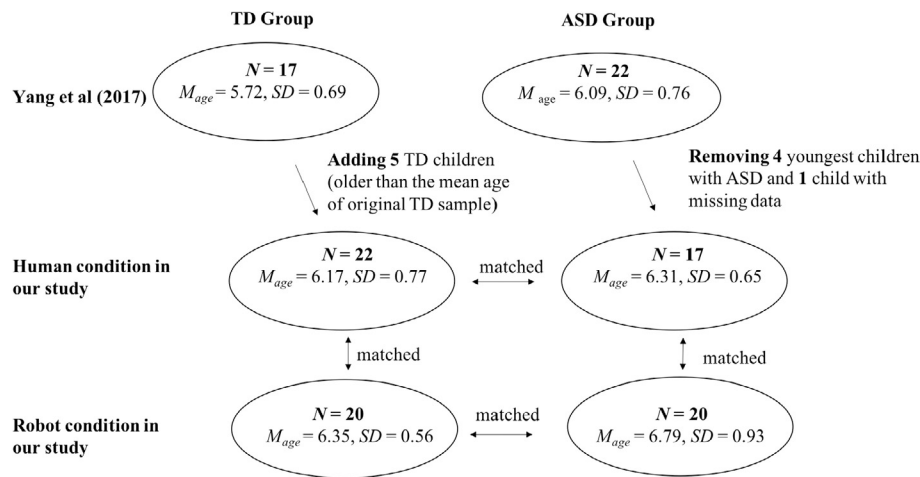 TD Group
ASD Group
Yang et al (2017)
N = 17
Mage = 5.72, SD = 0.69
N = 22
M age = 6.09, SD = 0.76
Adding 5 TD children
(older than the mean age
of original TD sample)
Removing 4 youngest children
with ASD and 1 child with
missing data
Human condition in
our study
N = 22
Mage = 6.17, SD = 0.77
matched
N = 17
Mage = 6.31, SD = 0.65
matched
matched
Robot condition in
our study
N = 20
Mage = 6.35, SD = 0.56
matched
N = 20
Mage = 6.79, SD = 0.93